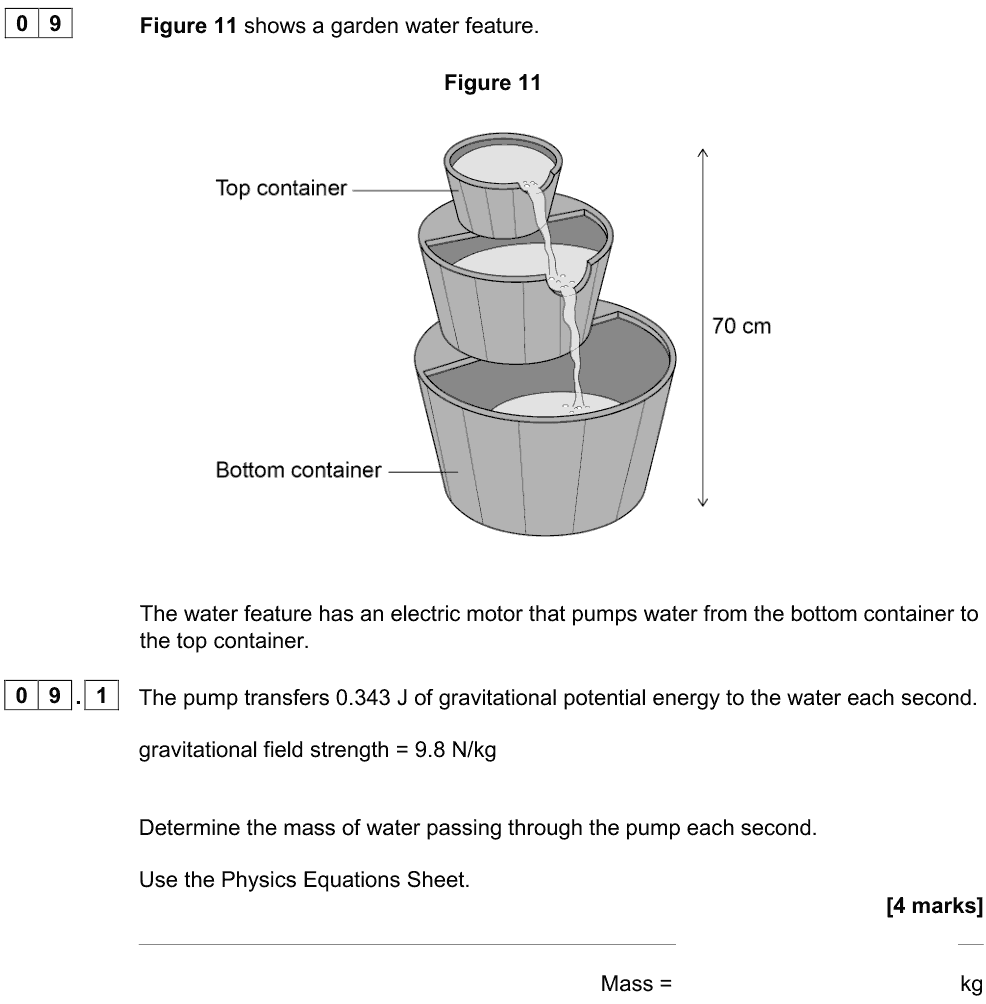 0 9 Figure 11 shows a garden water feature.
Figure 11
Top container
70 cm
Bottom container
The water feature has an electric motor that pumps water from the bottom container to
the top container.
0 9 . 1 The pump transfers 0.343 J of gravitational potential energy to the water each second.
gravitational field strength = 9.8 N/kg
Determine the mass of water passing through the pump each second.
Use the Physics Equations Sheet.
[4 marks]
Mass = kg